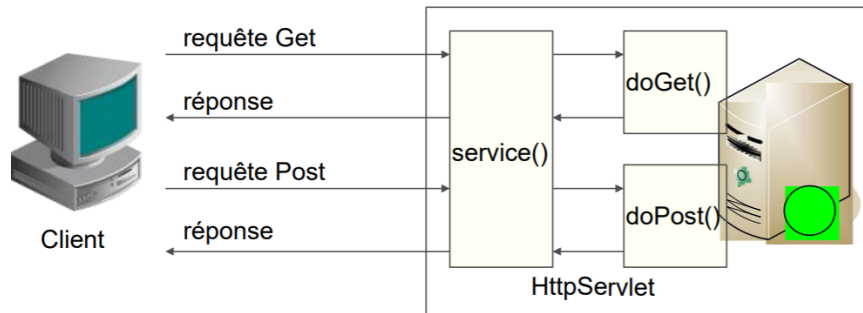 requête Get
réponse
requête Post
réponse
Client
service()
doGet()
doPost()
HttpServlet